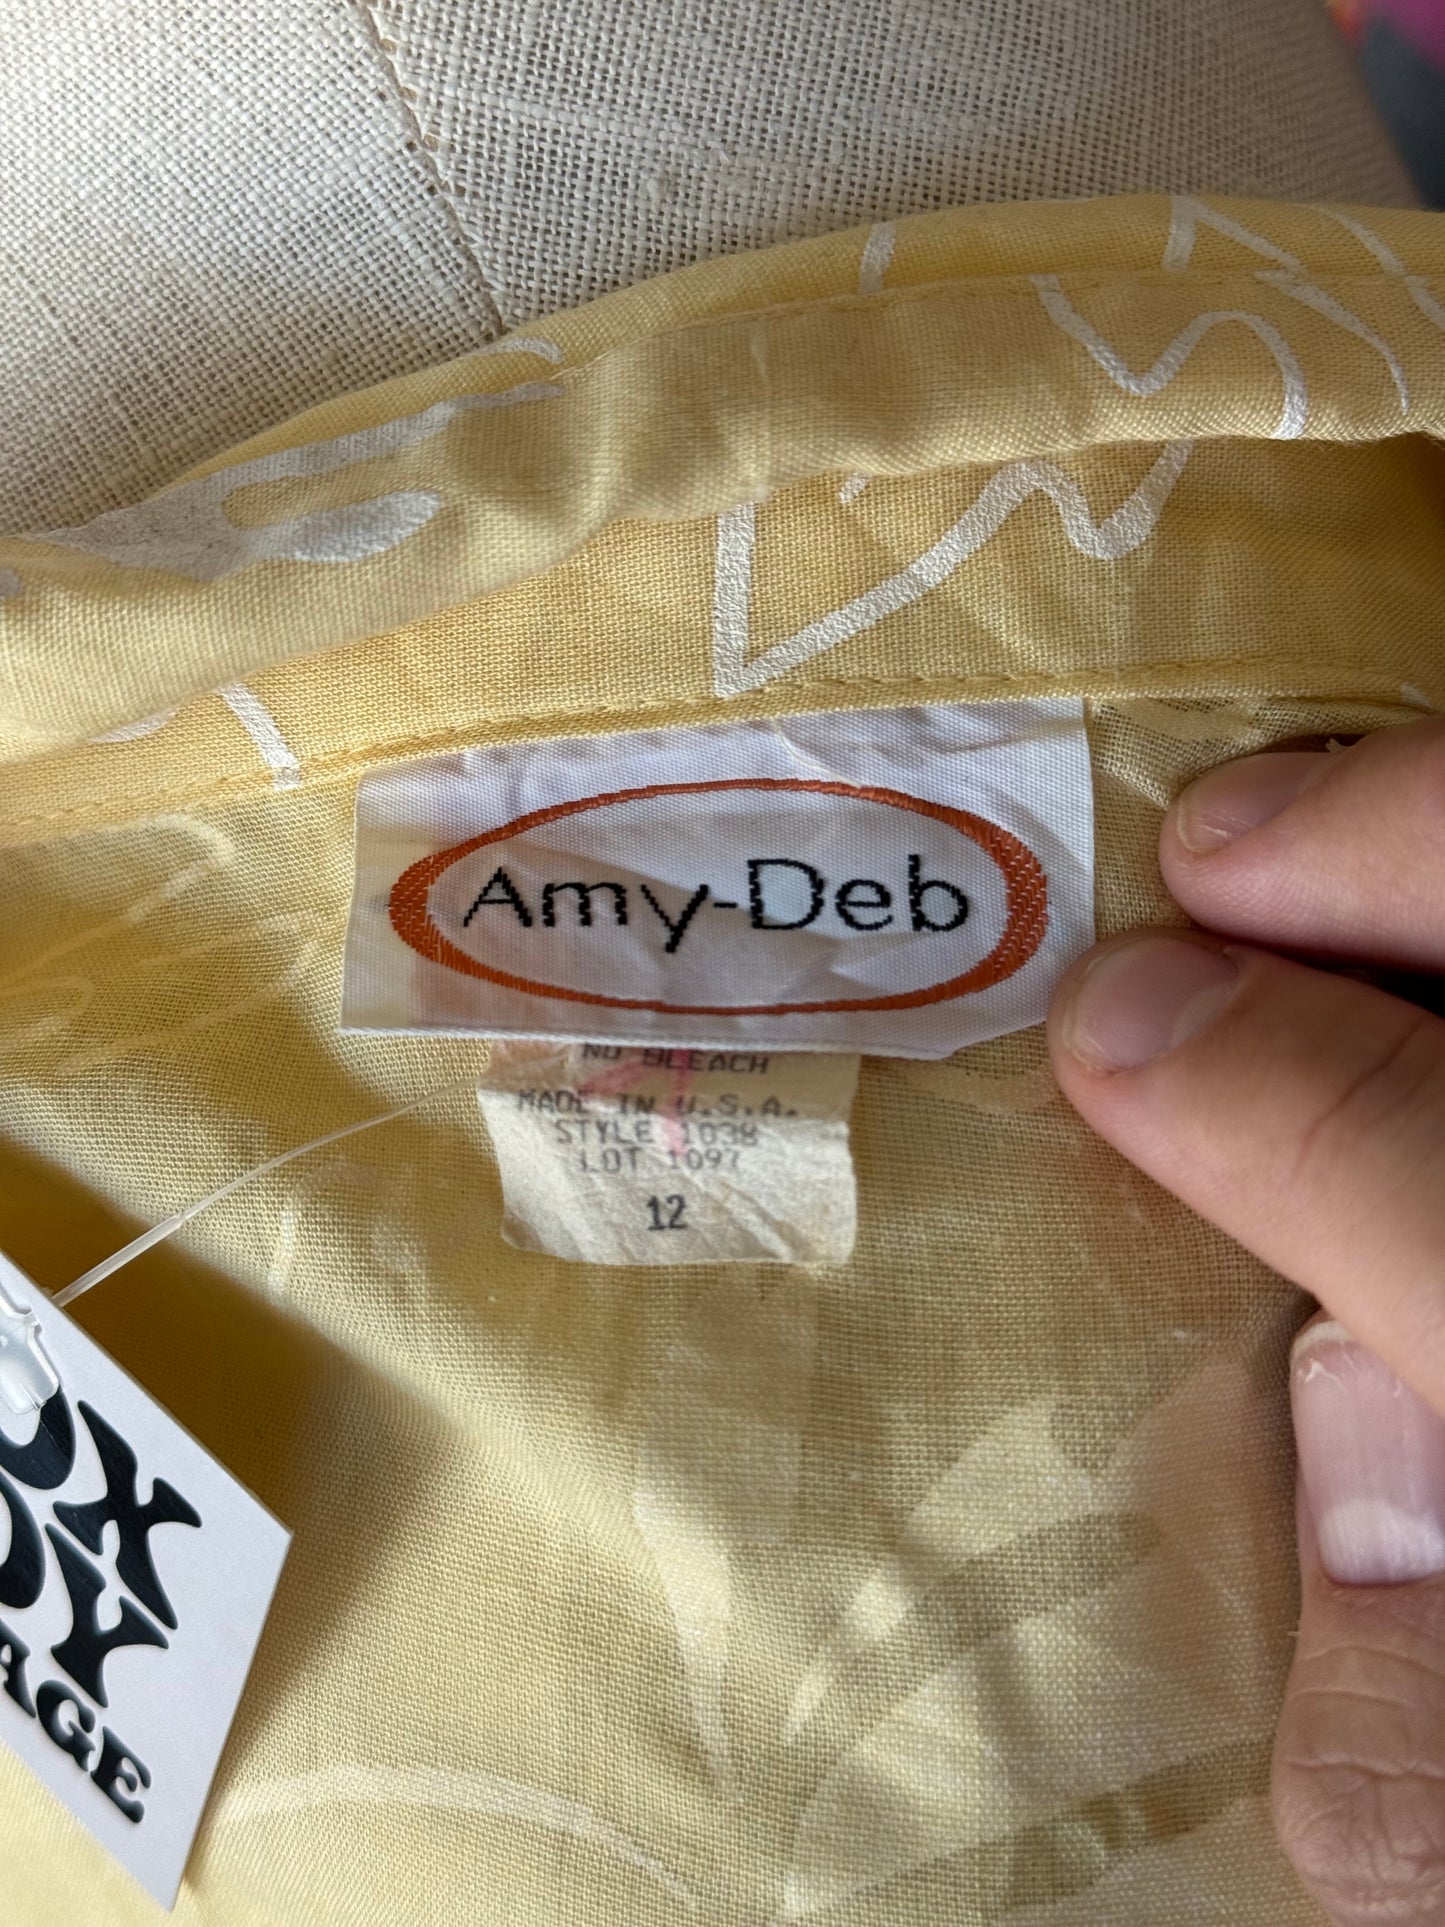 Amy-Deb
NO BLEACH
MADE IN U.S.A.
STYLE 1038
LOT 1097
12